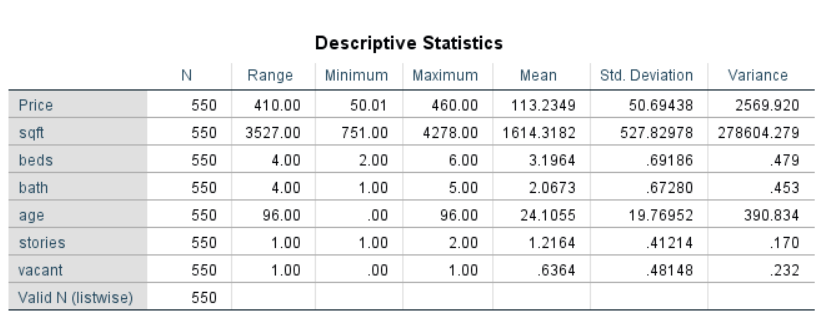 Descriptive Statistics
N Range Minimum Maximum Mean Std. Deviation Variance
Price 550 410.00 50.01 460.00 113.2349 50.69438 2569.920
sqft 550 3527.00 751.00 4278.00 1614.3182 527.82978 278604.279
beds 550 4.00 2.00 6.00 3.1964 .69186 .479
bath 550 4.00 1.00 5.00 2.0673 .67280 .453
age 550 96.00 .00 96.00 24.1055 19.76952 390.834
stories 550 1.00 1.00 2.00 1.2164 .41214 .170
vacant 550 1.00 .00 1.00 .6364 .48148 .232
Valid N (listwise) 550